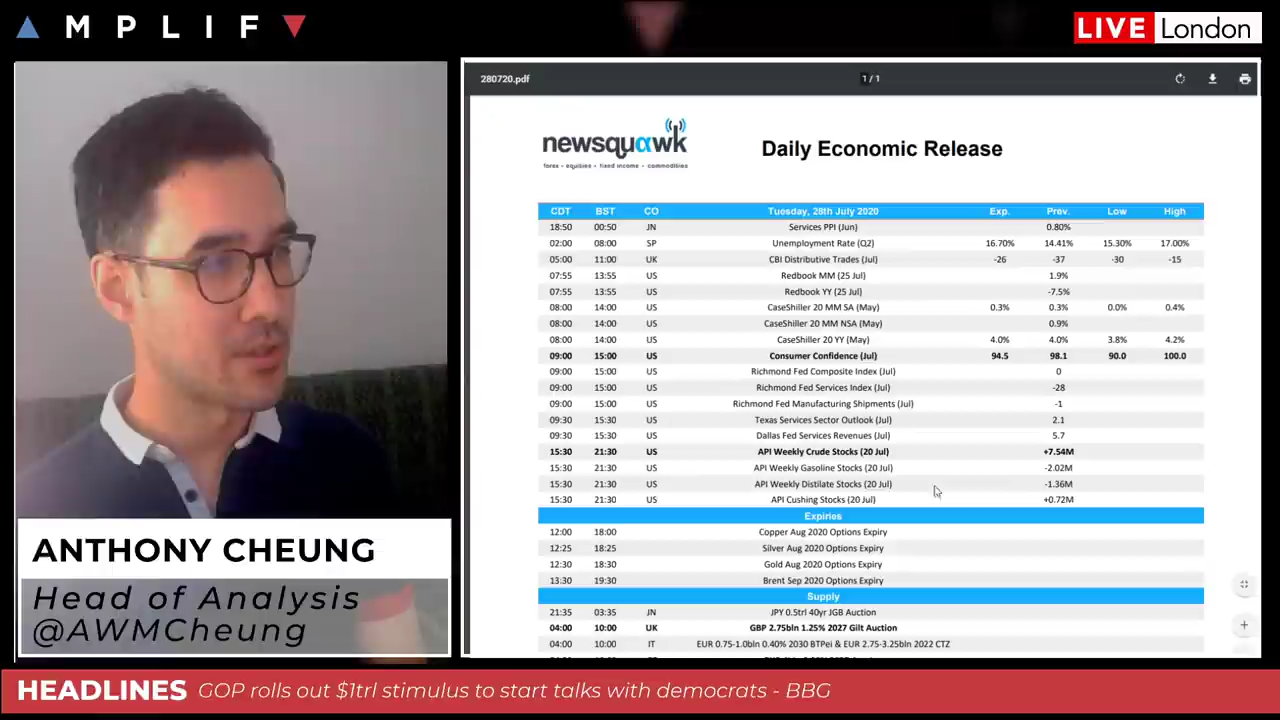 AMPLIFY
LIVE London
280720.pdf
1 / 1
newsquawk
forex - equities - fixed income - commodities
Daily Economic Release
CDT BST CO Tuesday, 28th July 2020 Exp. Prev. Low High
18:50 00:50 JN Services PPI (Jun) 0.80%
02:00 08:00 SP Unemployment Rate (Q2) 16.70% 14.41% 15.30% 17.00%
05:00 11:00 UK CBI Distributive Trades (Jul) -26 -37 -30 -15
07:55 13:55 US Redbook MM (25 Jul) 1.9%
07:55 13:55 US Redbook YY (25 Jul) -7.5%
08:00 14:00 US CaseShiller 20 MM SA (May) 0.3% 0.3% 0.0% 0.4%
08:00 14:00 US CaseShiller 20 MM NSA (May) 0.9%
08:00 14:00 US CaseShiller 20 YY (May) 4.0% 4.0% 3.8% 4.2%
09:00 15:00 US Consumer Confidence (Jul) 94.5 98.1 90.0 100.0
09:00 15:00 US Richmond Fed Composite Index (Jul) 0
09:00 15:00 US Richmond Fed Services Index (Jul) -28
09:00 15:00 US Richmond Fed Manufacturing Shipments (Jul) -1
09:30 15:30 US Texas Services Sector Outlook (Jul) 2.1
09:30 15:30 US Dallas Fed Services Revenues (Jul) 5.7
15:30 21:30 US API Weekly Crude Stocks (20 Jul) +7.54M
15:30 21:30 US API Weekly Gasoline Stocks (20 Jul) -2.02M
15:30 21:30 US API Weekly Distilate Stocks (20 Jul) -1.36M
15:30 21:30 US API Cushing Stocks (20 Jul) +0.72M
Expiries
12:00 18:00 Copper Aug 2020 Options Expiry
12:25 18:25 Silver Aug 2020 Options Expiry
12:30 18:30 Gold Aug 2020 Options Expiry
13:30 19:30 Brent Sep 2020 Options Expiry
Supply
21:35 03:35 JN JPY 0.5trl 40yr JGB Auction
04:00 10:00 UK GBP 2.75bln 1.25% 2027 Gilt Auction
04:00 10:00 IT EUR 0.75-1.0bln 0.40% 2030 BTPei & EUR 2.75-3.25bln 2022 CTZ
ANTHONY CHEUNG
Head of Analysis
@AWMCheung
HEADLINES GOP rolls out $1trl stimulus to start talks with democrats - BBG